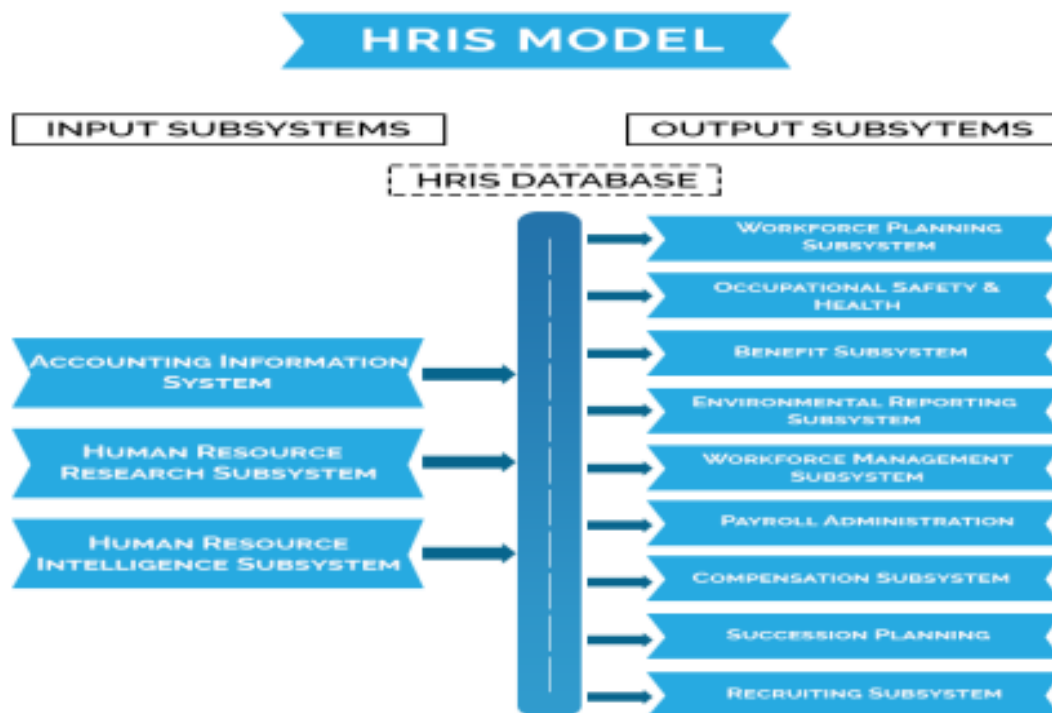 HRIS MODEL
INPUT SUBSYSTEMS
OUTPUT SUBSYTEMS
HRIS DATABASE
ACCOUNTING INFORMATION
SYSTEM
HUMAN RESOURCE
RESEARCH SUBSYSTEM
HUMAN RESOURCE
INTELLIGENCE SUBSYSTEM
WORKFORCE PLANNING
SUBSYSTEM
OCCUPATIONAL SAFETY &
HEALTH
BENEFIT SUBSYSTEM
ENVIRONMENTAL REPORTING
SUBSYSTEM
WORKFORCE MANAGEMENT
SUBSYSTEM
PAYROLL ADMINISTRATION
COMPENSATION SUBSYSTEM
SUCCESSION PLANNING
RECRUITING SUBSYSTEM